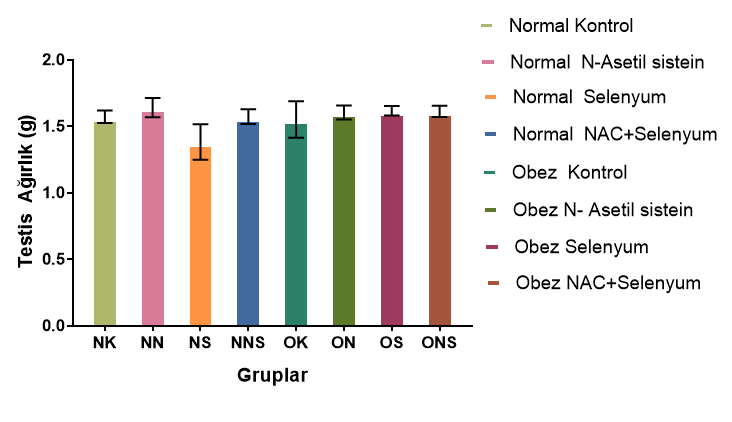 Normal Kontrol
Normal N-Asetil sistein
Normal Selenyum
Normal NAC+Selenyum
Obez Kontrol
Obez N- Asetil sistein
Obez Selenyum
Obez NAC+Selenyum
Testis Ağırlık (g)
2.0
1.5
1.0
0.5
0.0
NK NN NS NNS OK ON OS ONS
Gruplar